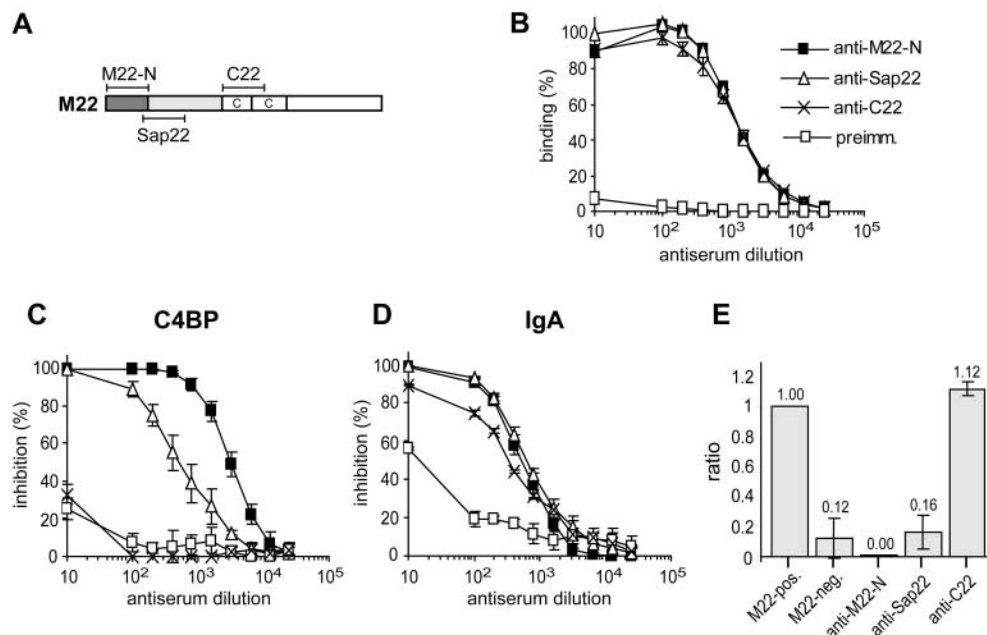 A
M22-N
C22
M22
C
C
Sap22
B
binding (%)
100
80
60
40
20
0
10
10²
10³
10⁴
10⁵
antiserum dilution
anti-M22-N
anti-Sap22
anti-C22
preimm.
C
C4BP
inhibition (%)
100
80
60
40
20
0
10
10²
10³
10⁴
10⁵
antiserum dilution
D
IgA
inhibition (%)
100
80
60
40
20
0
10
10²
10³
10⁴
10⁵
antiserum dilution
E
ratio
1.2
1
0.8
0.6
0.4
0.2
0
1.00
0.12
0.00
0.16
1.12
M22-pos.
M22-neg.
anti-M22-N
anti-Sap22
anti-C22